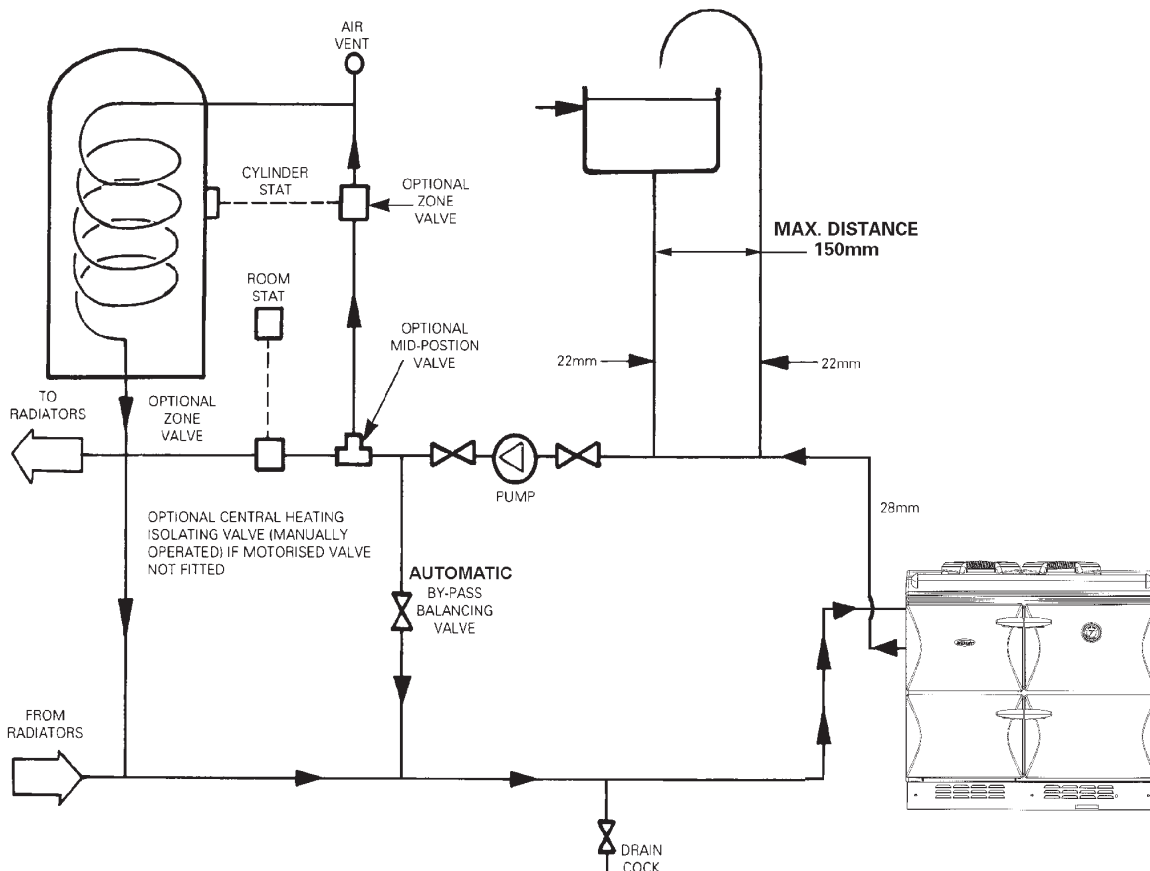 AIR
VENT
CYLINDER
STAT
OPTIONAL
ZONE
VALVE
MAX. DISTANCE
150mm
ROOM
STAT
OPTIONAL
MID-POSTION
VALVE
22mm
22mm
TO
RADIATORS
OPTIONAL
ZONE
VALVE
PUMP
28mm
OPTIONAL CENTRAL HEATING
ISOLATING VALVE (MANUALLY
OPERATED) IF MOTORISED VALVE
NOT FITTED
AUTOMATIC
BY-PASS
BALANCING
VALVE
FROM
RADIATORS
DRAIN
COCK